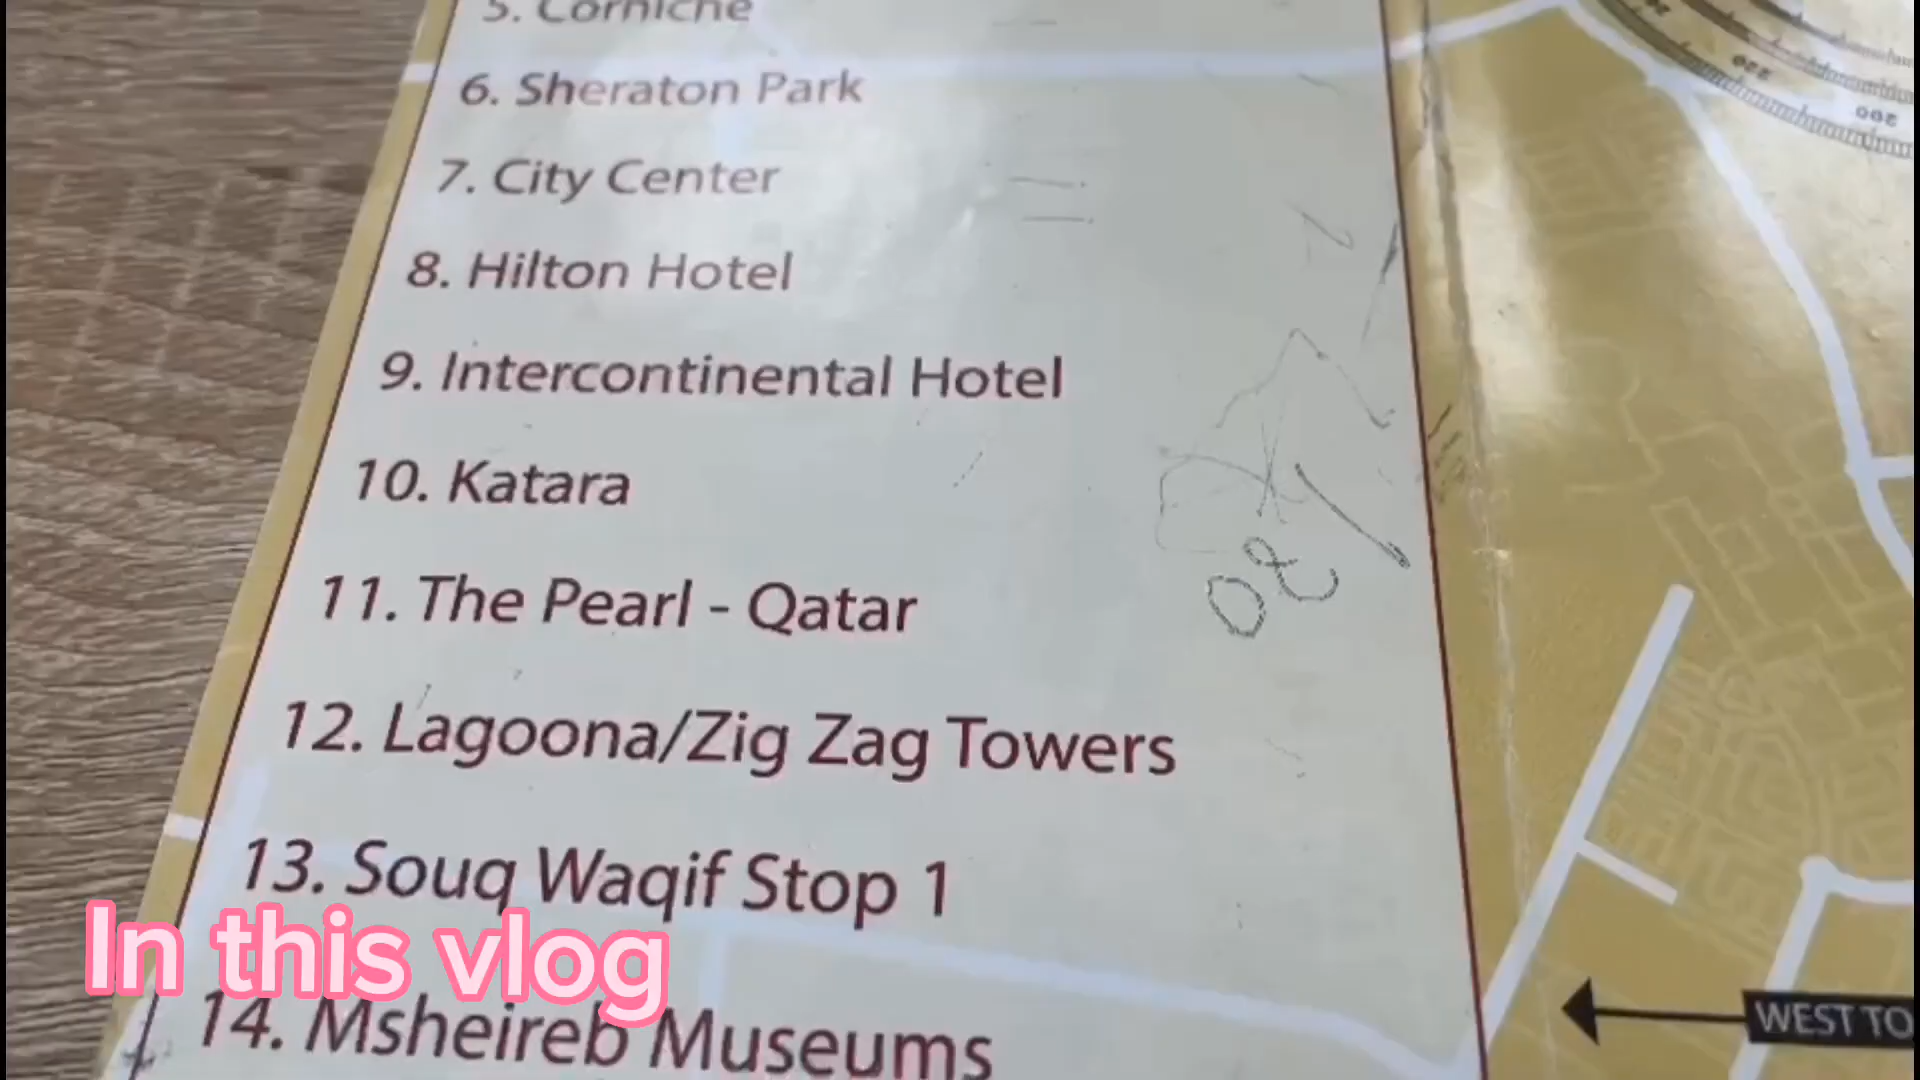 5. Corniche
6. Sheraton Park
7. City Center
8. Hilton Hotel
9. Intercontinental Hotel
10. Katara
11. The Pearl - Qatar
12. Lagoona/Zig Zag Towers
13. Souq Waqif Stop 1
14. Msheireb Museums
In this vlog
WEST TO